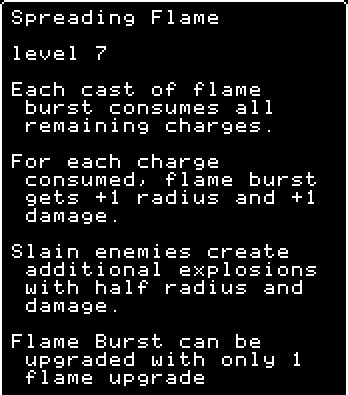 Spreading Flame
level 7
Each cast of flame
burst consumes all
remaining charges.
For each charge
consumed, flame burst
gets +1 radius and +1
damage.
Slain enemies create
additional explosions
with half radius and
damage.
Flame Burst can be
upgraded with only 1
flame upgrade